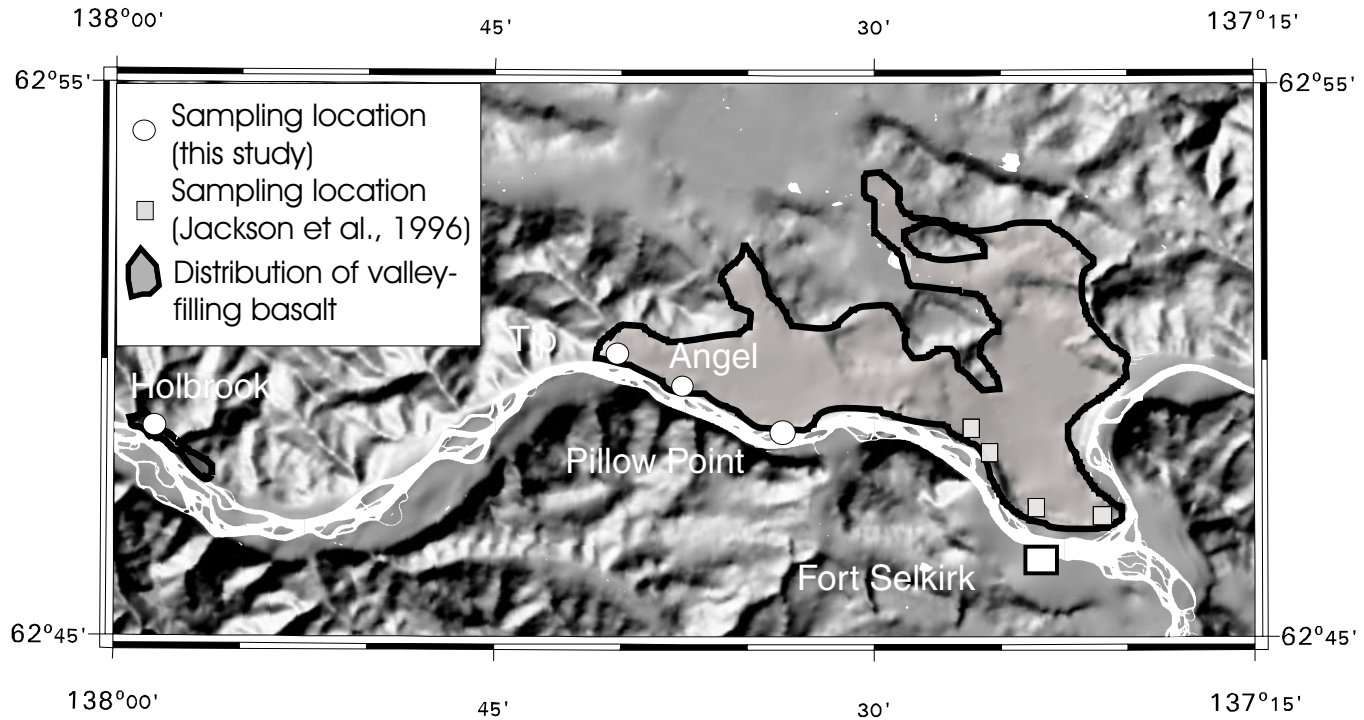 138°00' 45' 30' 137°15'
62°55' 62°55'
Sampling location
(this study)
Sampling location
(Jackson et al., 1996)
Distribution of valley-
filling basalt
Tip
Angel
Holbrook
Pillow Point
Fort Selkirk
62°45' 62°45'
138°00' 45' 30' 137°15'